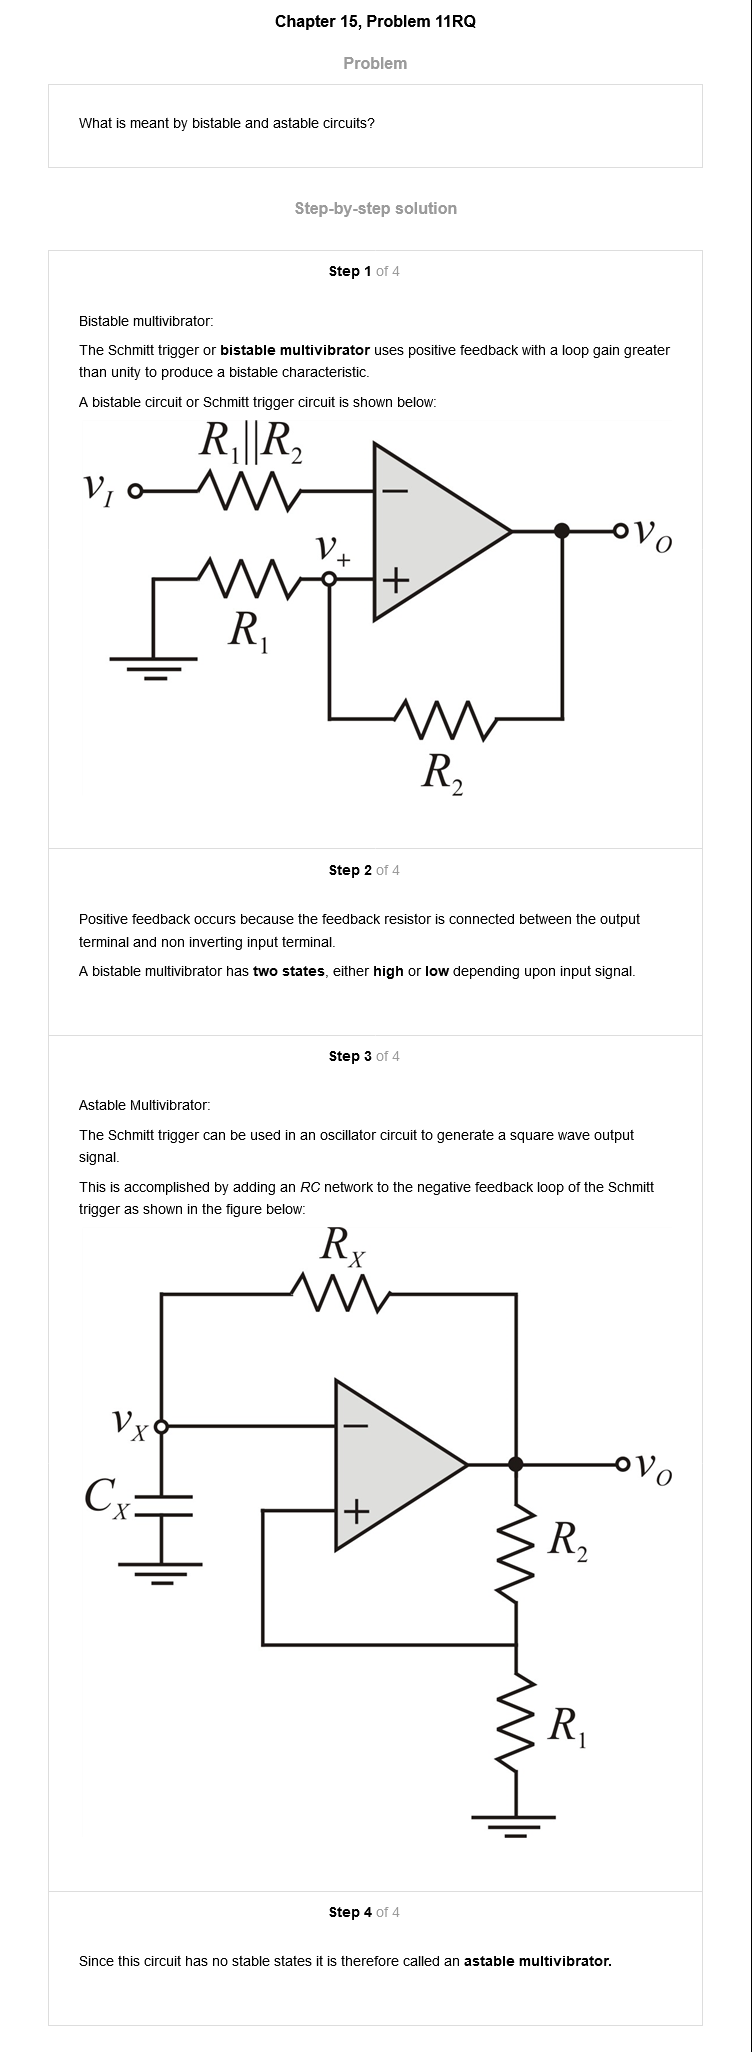 Chapter 15, Problem 11RQ
Problem
What is meant by bistable and astable circuits?
Step-by-step solution
Step 1 of 4
Bistable multivibrator:
The Schmitt trigger or bistable multivibrator uses positive feedback with a loop gain greater
than unity to produce a bistable characteristic.
A bistable circuit or Schmitt trigger circuit is shown below:
R₁||R₂
v_I
−
v_O
v₊
+
R₁
R₂
Step 2 of 4
Positive feedback occurs because the feedback resistor is connected between the output
terminal and non inverting input terminal.
A bistable multivibrator has two states, either high or low depending upon input signal.
Step 3 of 4
Astable Multivibrator:
The Schmitt trigger can be used in an oscillator circuit to generate a square wave output
signal.
This is accomplished by adding an RC network to the negative feedback loop of the Schmitt
trigger as shown in the figure below:
R_X
v_X
−
v_O
C_X
+
R₂
R₁
Step 4 of 4
Since this circuit has no stable states it is therefore called an astable multivibrator.